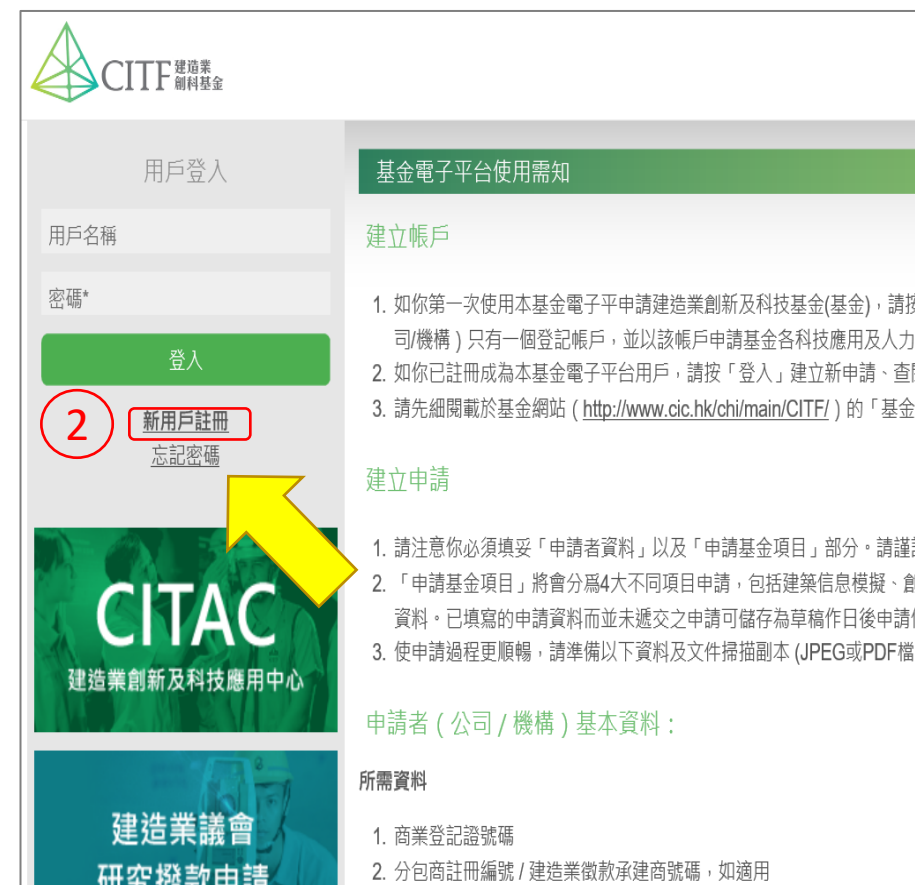 CITF 建造業
創科基金
用戶登入
用戶名稱
密碼*
登入
2
新用戶註冊
忘記密碼
CITAC
建造業創新及科技應用中心
建造業議會
研究撥款申請
基金電子平台使用需知
建立帳戶
1. 如你第一次使用本基金電子平申請建造業創新及科技基金(基金)，請按
司/機構 ) 只有一個登記帳戶，並以該帳戶申請基金各科技應用及人力
2. 如你已註冊成為本基金電子平台用戶，請按「登入」建立新申請、查
3. 請先細閱載於基金網站 ( http://www.cic.hk/chi/main/CITF/ ) 的「基金
建立申請
1. 請注意你必須填妥「申請者資料」以及「申請基金項目」部分。請謹
2. 「申請基金項目」將會分爲4大不同項目申請，包括建築信息模擬、創
資料。已填寫的申請資料而並未遞交之申請可儲存為草稿作日後申請
3. 使申請過程更順暢，請準備以下資料及文件掃描副本 (JPEG或PDF檔
申請者 ( 公司 / 機構 ) 基本資料：
所需資料
1. 商業登記證號碼
2. 分包商註冊編號 / 建造業徵款承建商號碼，如適用